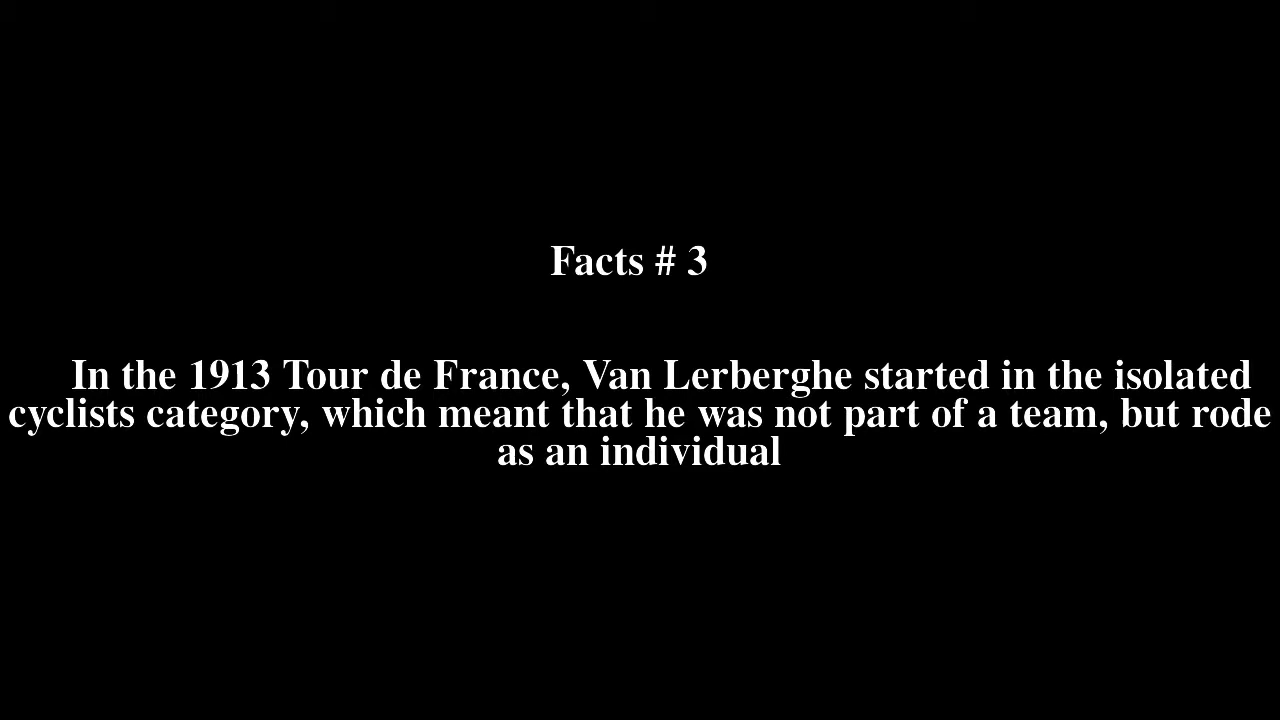 Facts # 3
In the 1913 Tour de France, Van Lerberghe started in the isolated
cyclists category, which meant that he was not part of a team, but rode
as an individual